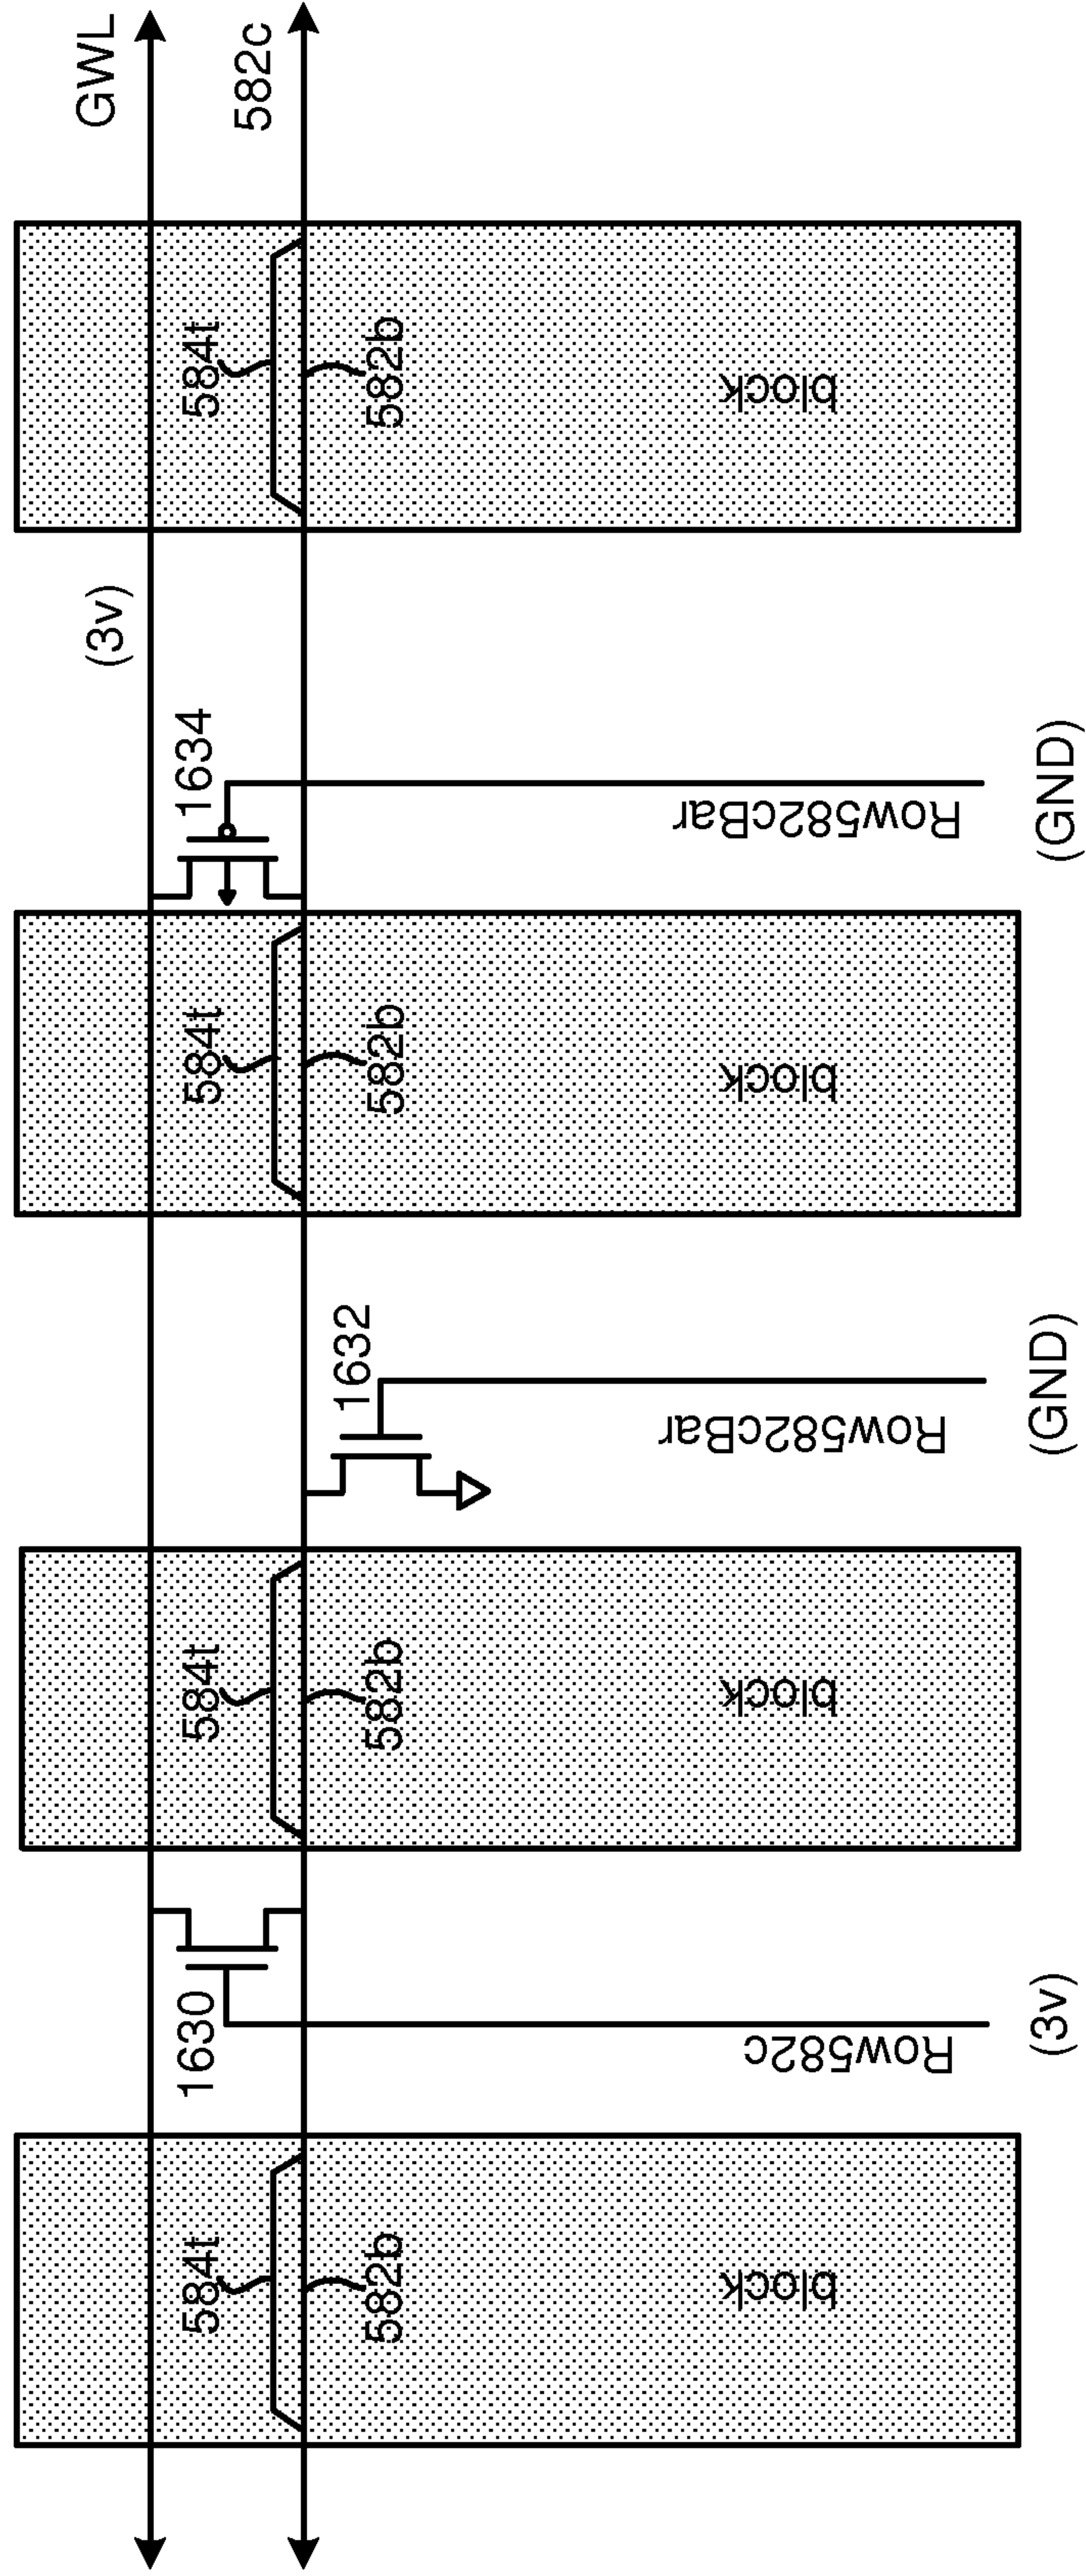 GWL
582c
(3v)
584t
582b
block
1634
Row582cBar
(GND)
584t
582b
block
1632
Row582cBar
(GND)
584t
582b
block
1630
Row582c
(3v)
584t
582b
block